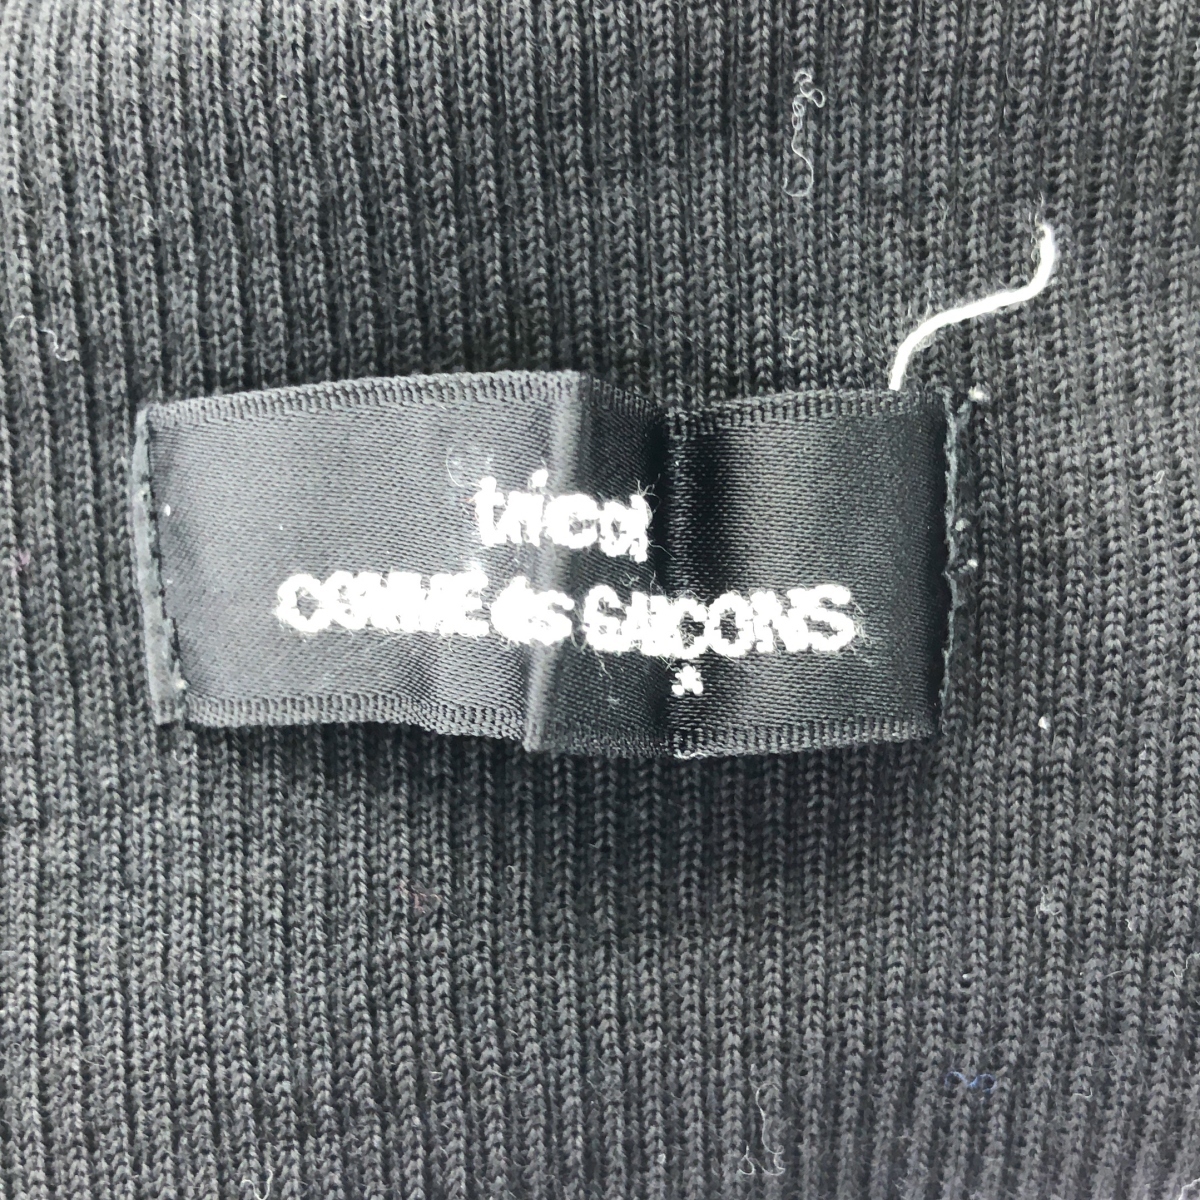 tricot
COMME des GARÇONS
*